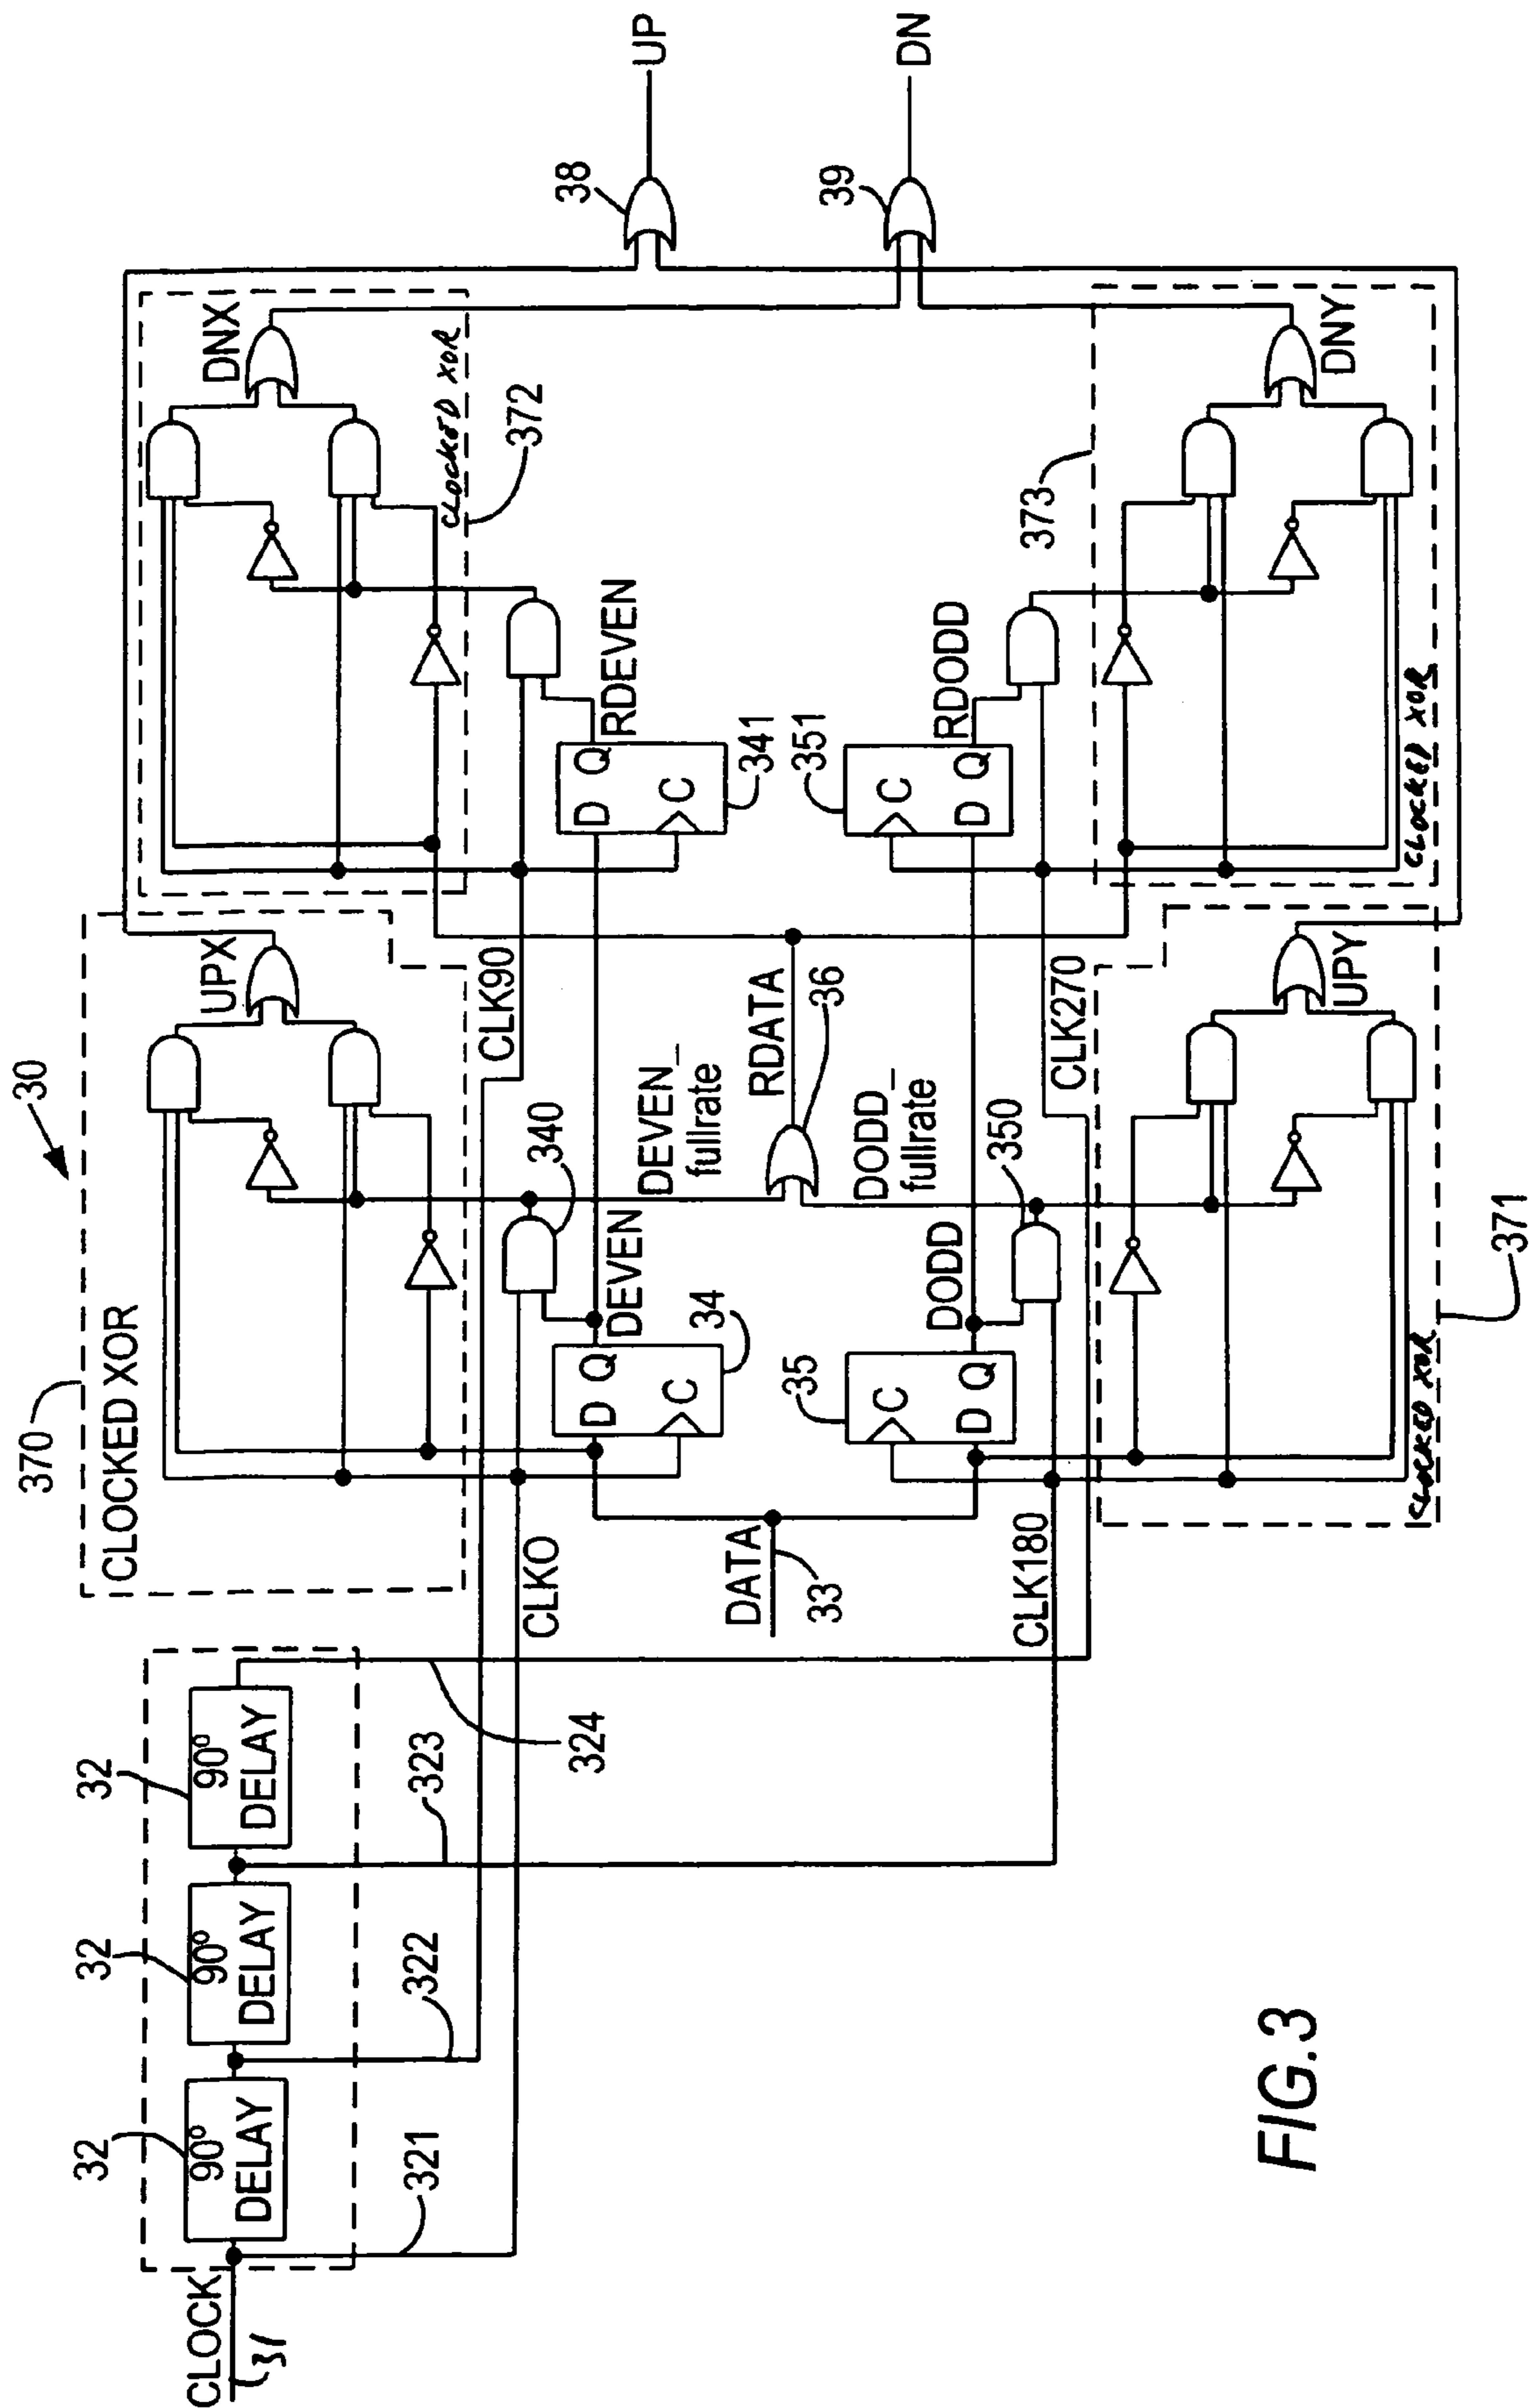 30
370
CLOCKED XOR
UPX
DNX
CLOCKED XOR
372
38
UP
32
90°
DELAY
32
90°
DELAY
32
90°
DELAY
CLOCK
31
321
322
323
324
CLK0
CLK90
340
DEVEN_
fullrate
DEVEN
34
D Q
C
RDEVEN
341
D Q
C
DATA
33
RDATA
36
39
DN
DODD_
fullrate
350
DODD
35
C
D Q
RDODD
351
C
D Q
CLK180
CLK270
373
DNY
CLOCKED XOR
UPY
CLOCKED XOR
371
FIG.3